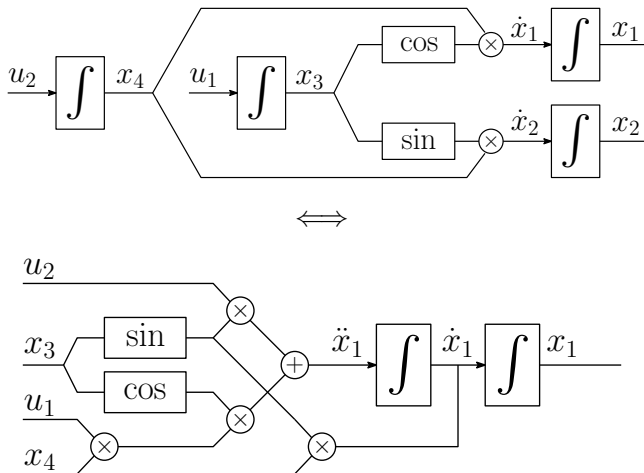 cos
ẋ₁ x₁
u₂ ∫ x₄ u₁ ∫ x₃ × ∫
sin
ẋ₂ x₂
× ∫
⟺
u₂
×
x₃ sin ẍ₁ ∫ ẋ₁ ∫ x₁
+
cos
u₁ ×
x₄ × ×